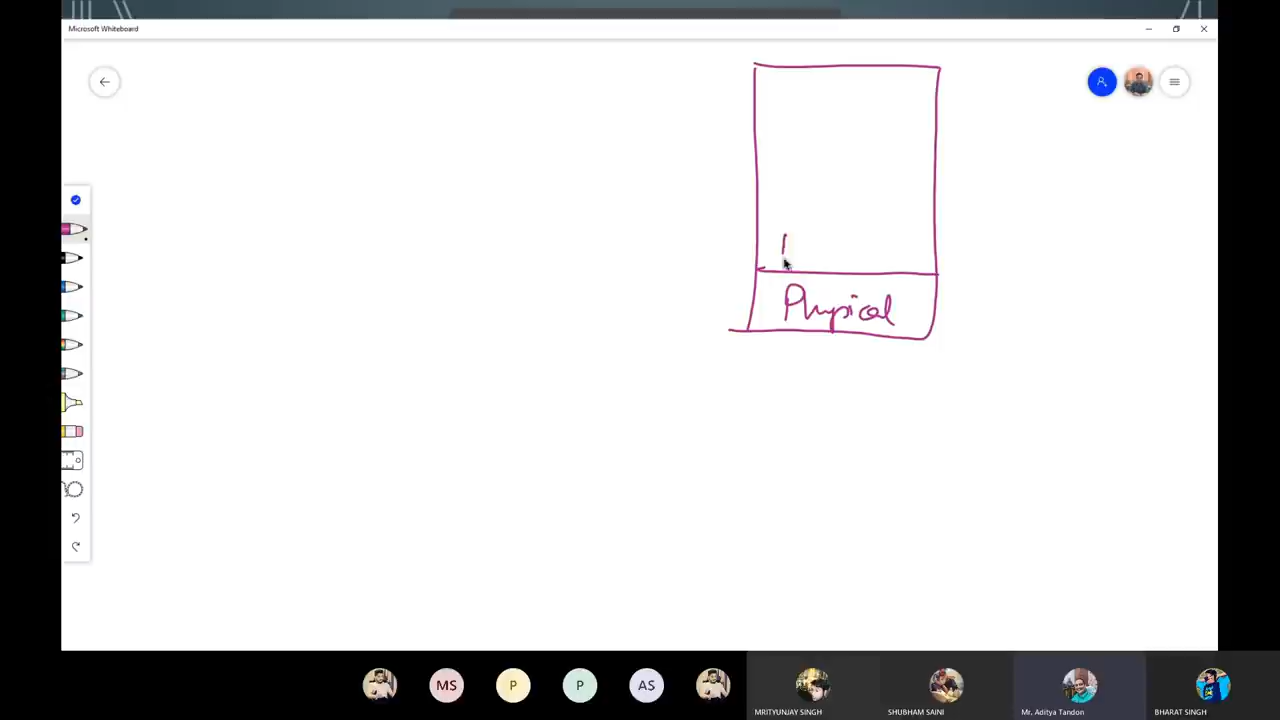 Microsoft Whiteboard
Physical
MS
P
P
AS
MRITYUNJAY SINGH
SHUBHAM SAINI
Mr. Aditya Tandon
BHARAT SINGH